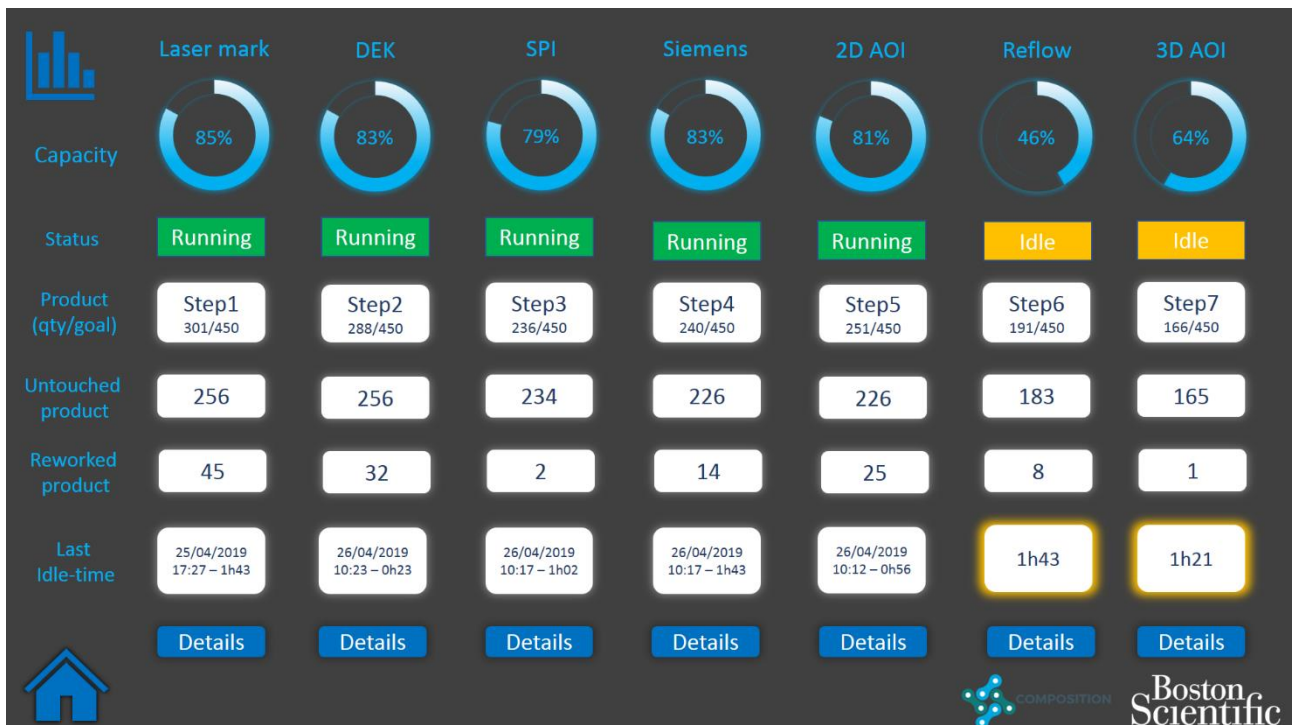 Laser mark DEK SPI Siemens 2D AOI Reflow 3D AOI
Capacity 85% 83% 79% 83% 81% 46% 64%
Status Running Running Running Running Running Idle Idle
Product
(qty/goal)
Step1 Step2 Step3 Step4 Step5 Step6 Step7
301/450 288/450 236/450 240/450 251/450 191/450 166/450
Untouched
product
256 256 234 226 226 183 165
Reworked
product
45 32 2 14 25 8 1
Last
Idle-time
25/04/2019 26/04/2019 26/04/2019 26/04/2019 26/04/2019
17:27 – 1h43 10:23 – 0h23 10:17 – 1h02 10:17 – 1h43 10:12 – 0h56
1h43 1h21
Details Details Details Details Details Details Details
COMPOSITION
Boston
Scientific